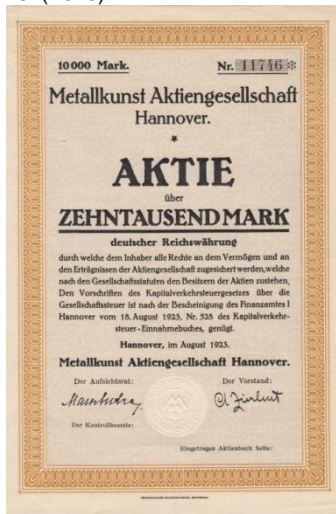 10000 Mark. Nr. 11746 *
Metallkunst Aktiengesellschaft
Hannover.
AKTIE
über
ZEHNTAUSEND MARK
deutscher Reichswährung
durch welche dem Inhaber alle Rechte an dem Vermögen und an
den Erträgnissen der Aktiengesellschaft zugesichert werden, welche
nach den Gesellschaftsstatuten den Besitzern der Aktien zustehen.
Den Vorschriften des Kapitalverkehrsteuergesetzes über die
Gesellschaftssteuer ist nach der Bescheinigung des Finanzamtes I
Hannover vom 18. August 1923, Nr. 528 des Kapitalverkehr-
steuer-Einnahmebuches, genügt.
Hannover, im August 1923.
Metallkunst Aktiengesellschaft Hannover.
Der Aufsichtsrat: Der Vorstand:
Der Kontrollbeamte:
Eingetragen Aktienbuch Seite: